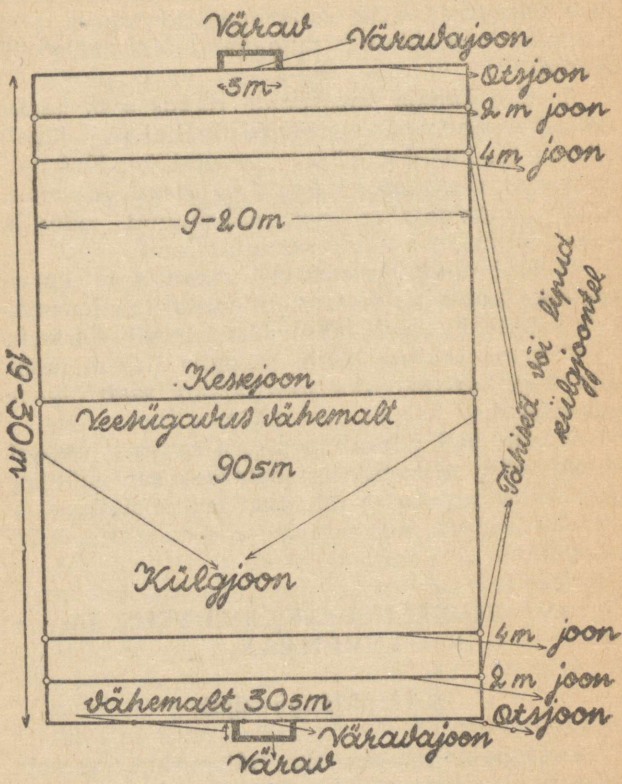 Värav
Väravajoon
Otsjoon
3m
2 m joon
4m joon
9-20m
19-30m
Tähised või lipud
külgjoontel
Keskjoon
Veesügavus vähemalt
90sm
Külgjoon
4m joon
2 m joon
vähemalt 30sm
Otsjoon
Väravajoon
Värav